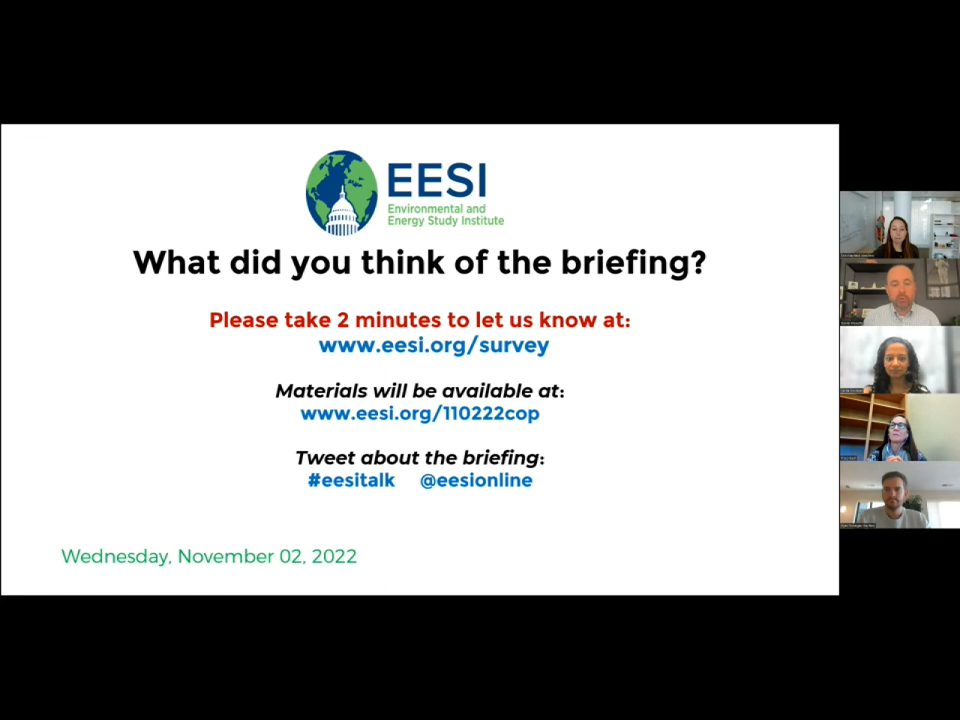 EESI
Environmental and
Energy Study Institute
What did you think of the briefing?
Please take 2 minutes to let us know at:
www.eesi.org/survey
Materials will be available at:
www.eesi.org/110222cop
Tweet about the briefing:
#eesitalk @eesionline
Wednesday, November 02, 2022